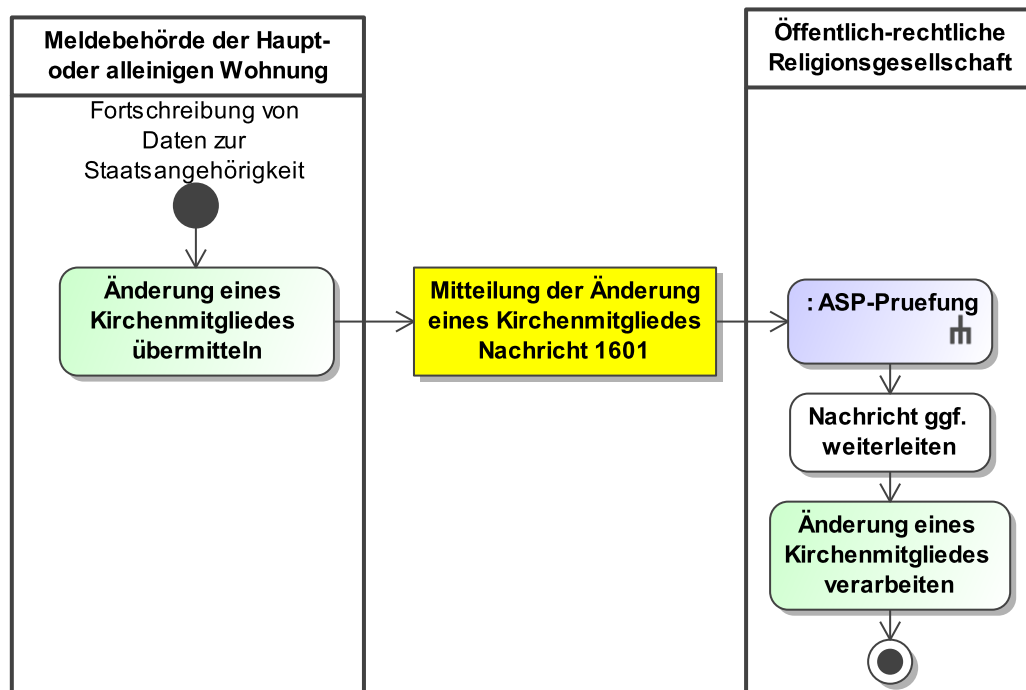 Meldebehörde der Haupt-
oder alleinigen Wohnung
Fortschreibung von
Daten zur
Staatsangehörigkeit
Änderung eines
Kirchenmitgliedes
übermitteln
Mitteilung der Änderung
eines Kirchenmitgliedes
Nachricht 1601
Öffentlich-rechtliche
Religionsgesellschaft
: ASP-Pruefung
Nachricht ggf.
weiterleiten
Änderung eines
Kirchenmitgliedes
verarbeiten